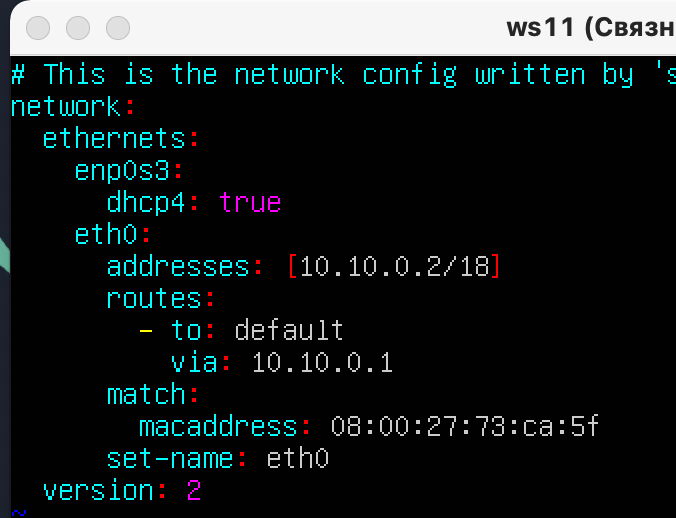 ws11 (Связн
# This is the network config written by 's
network:
  ethernets:
    enp0s3:
      dhcp4: true
    eth0:
      addresses: [10.10.0.2/18]
      routes:
        - to: default
          via: 10.10.0.1
      match:
        macaddress: 08:00:27:73:ca:5f
      set-name: eth0
  version: 2
~